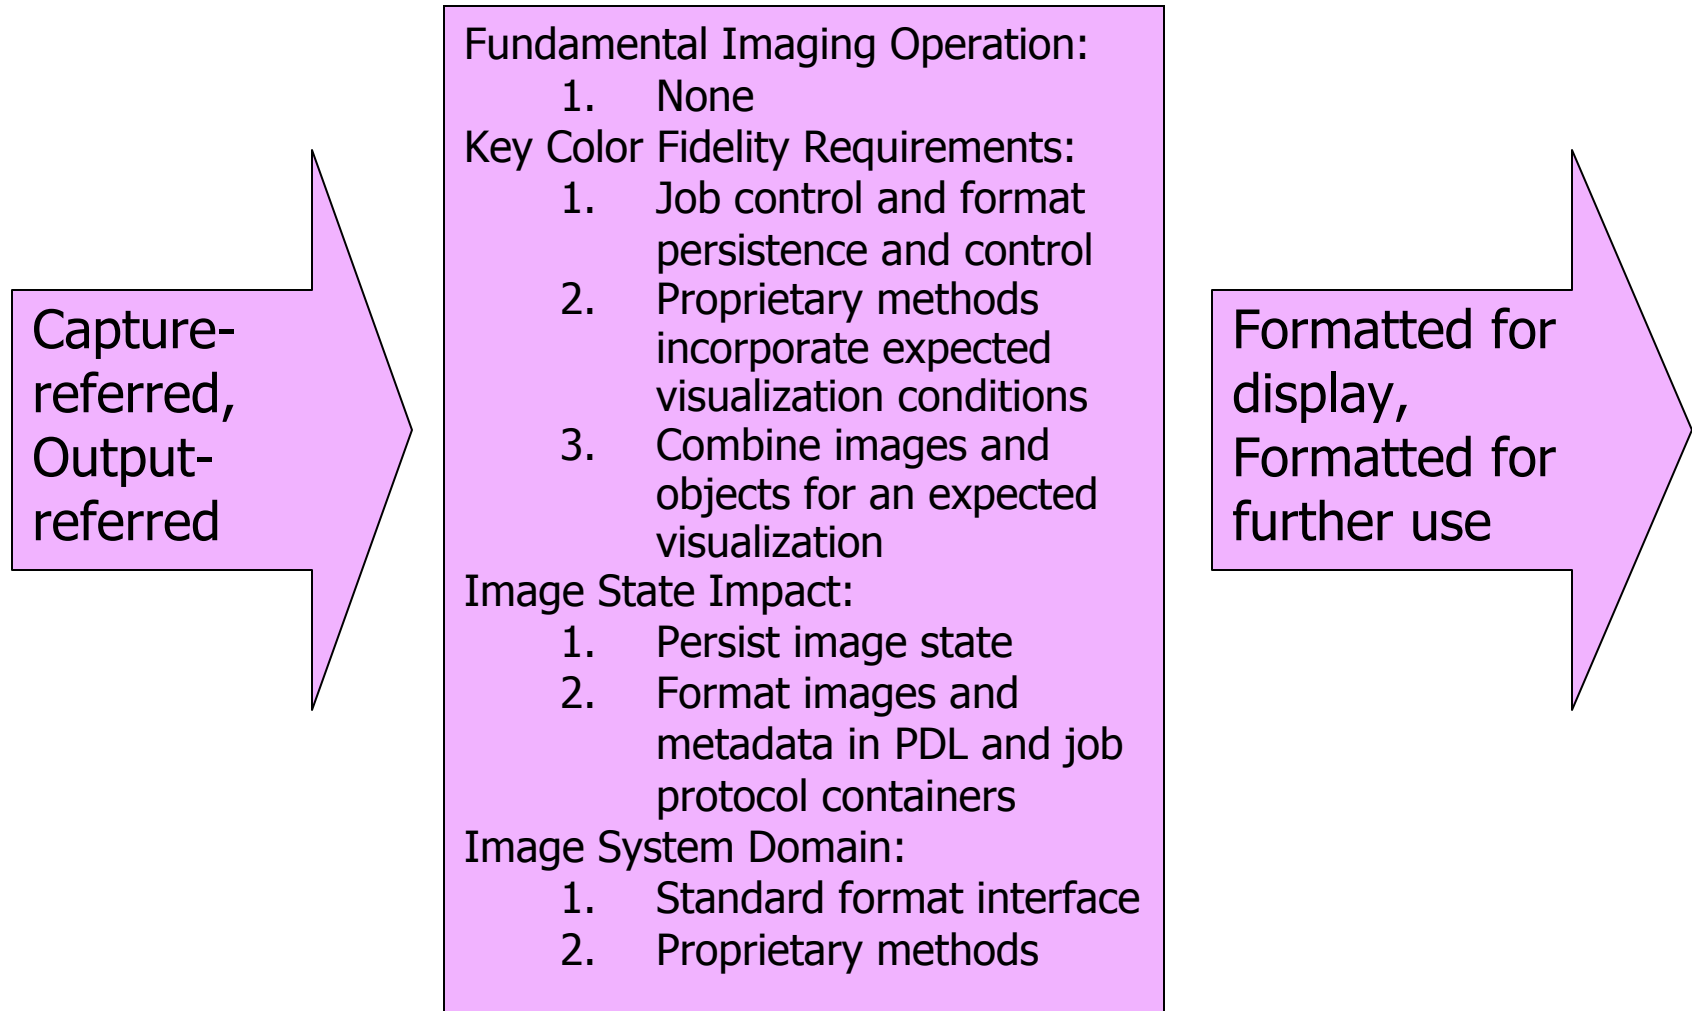 Capture-
referred,
Output-
referred
Fundamental Imaging Operation:
1. None
Key Color Fidelity Requirements:
1. Job control and format
persistence and control
2. Proprietary methods
incorporate expected
visualization conditions
3. Combine images and
objects for an expected
visualization
Image State Impact:
1. Persist image state
2. Format images and
metadata in PDL and job
protocol containers
Image System Domain:
1. Standard format interface
2. Proprietary methods
Formatted for
display,
Formatted for
further use